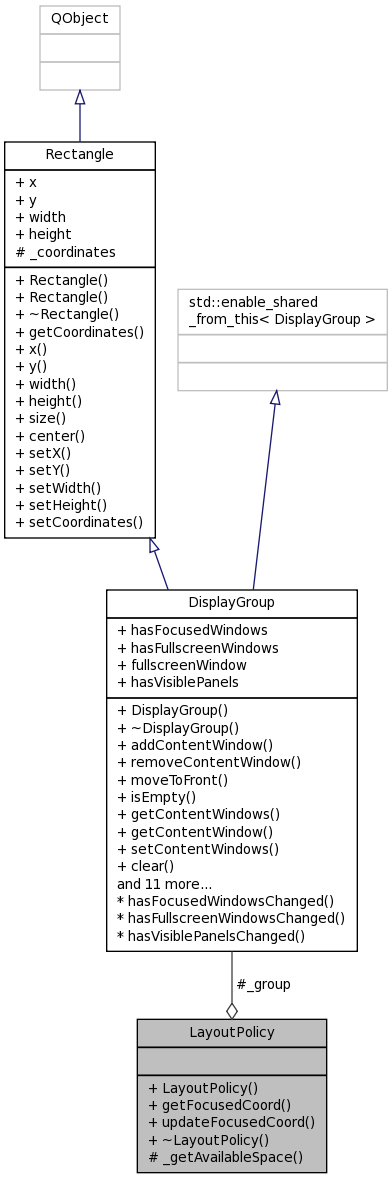 QObject
Rectangle
+ x
+ y
+ width
+ height
# _coordinates
+ Rectangle()
+ Rectangle()
+ ~Rectangle()
+ getCoordinates()
+ x()
+ y()
+ width()
+ height()
+ size()
+ center()
+ setX()
+ setY()
+ setWidth()
+ setHeight()
+ setCoordinates()
std::enable_shared
_from_this< DisplayGroup >
DisplayGroup
+ hasFocusedWindows
+ hasFullscreenWindows
+ fullscreenWindow
+ hasVisiblePanels
+ DisplayGroup()
+ ~DisplayGroup()
+ addContentWindow()
+ removeContentWindow()
+ moveToFront()
+ isEmpty()
+ getContentWindows()
+ getContentWindow()
+ setContentWindows()
+ clear()
and 11 more...
* hasFocusedWindowsChanged()
* hasFullscreenWindowsChanged()
* hasVisiblePanelsChanged()
#_group
LayoutPolicy
+ LayoutPolicy()
+ getFocusedCoord()
+ updateFocusedCoord()
+ ~LayoutPolicy()
# _getAvailableSpace()